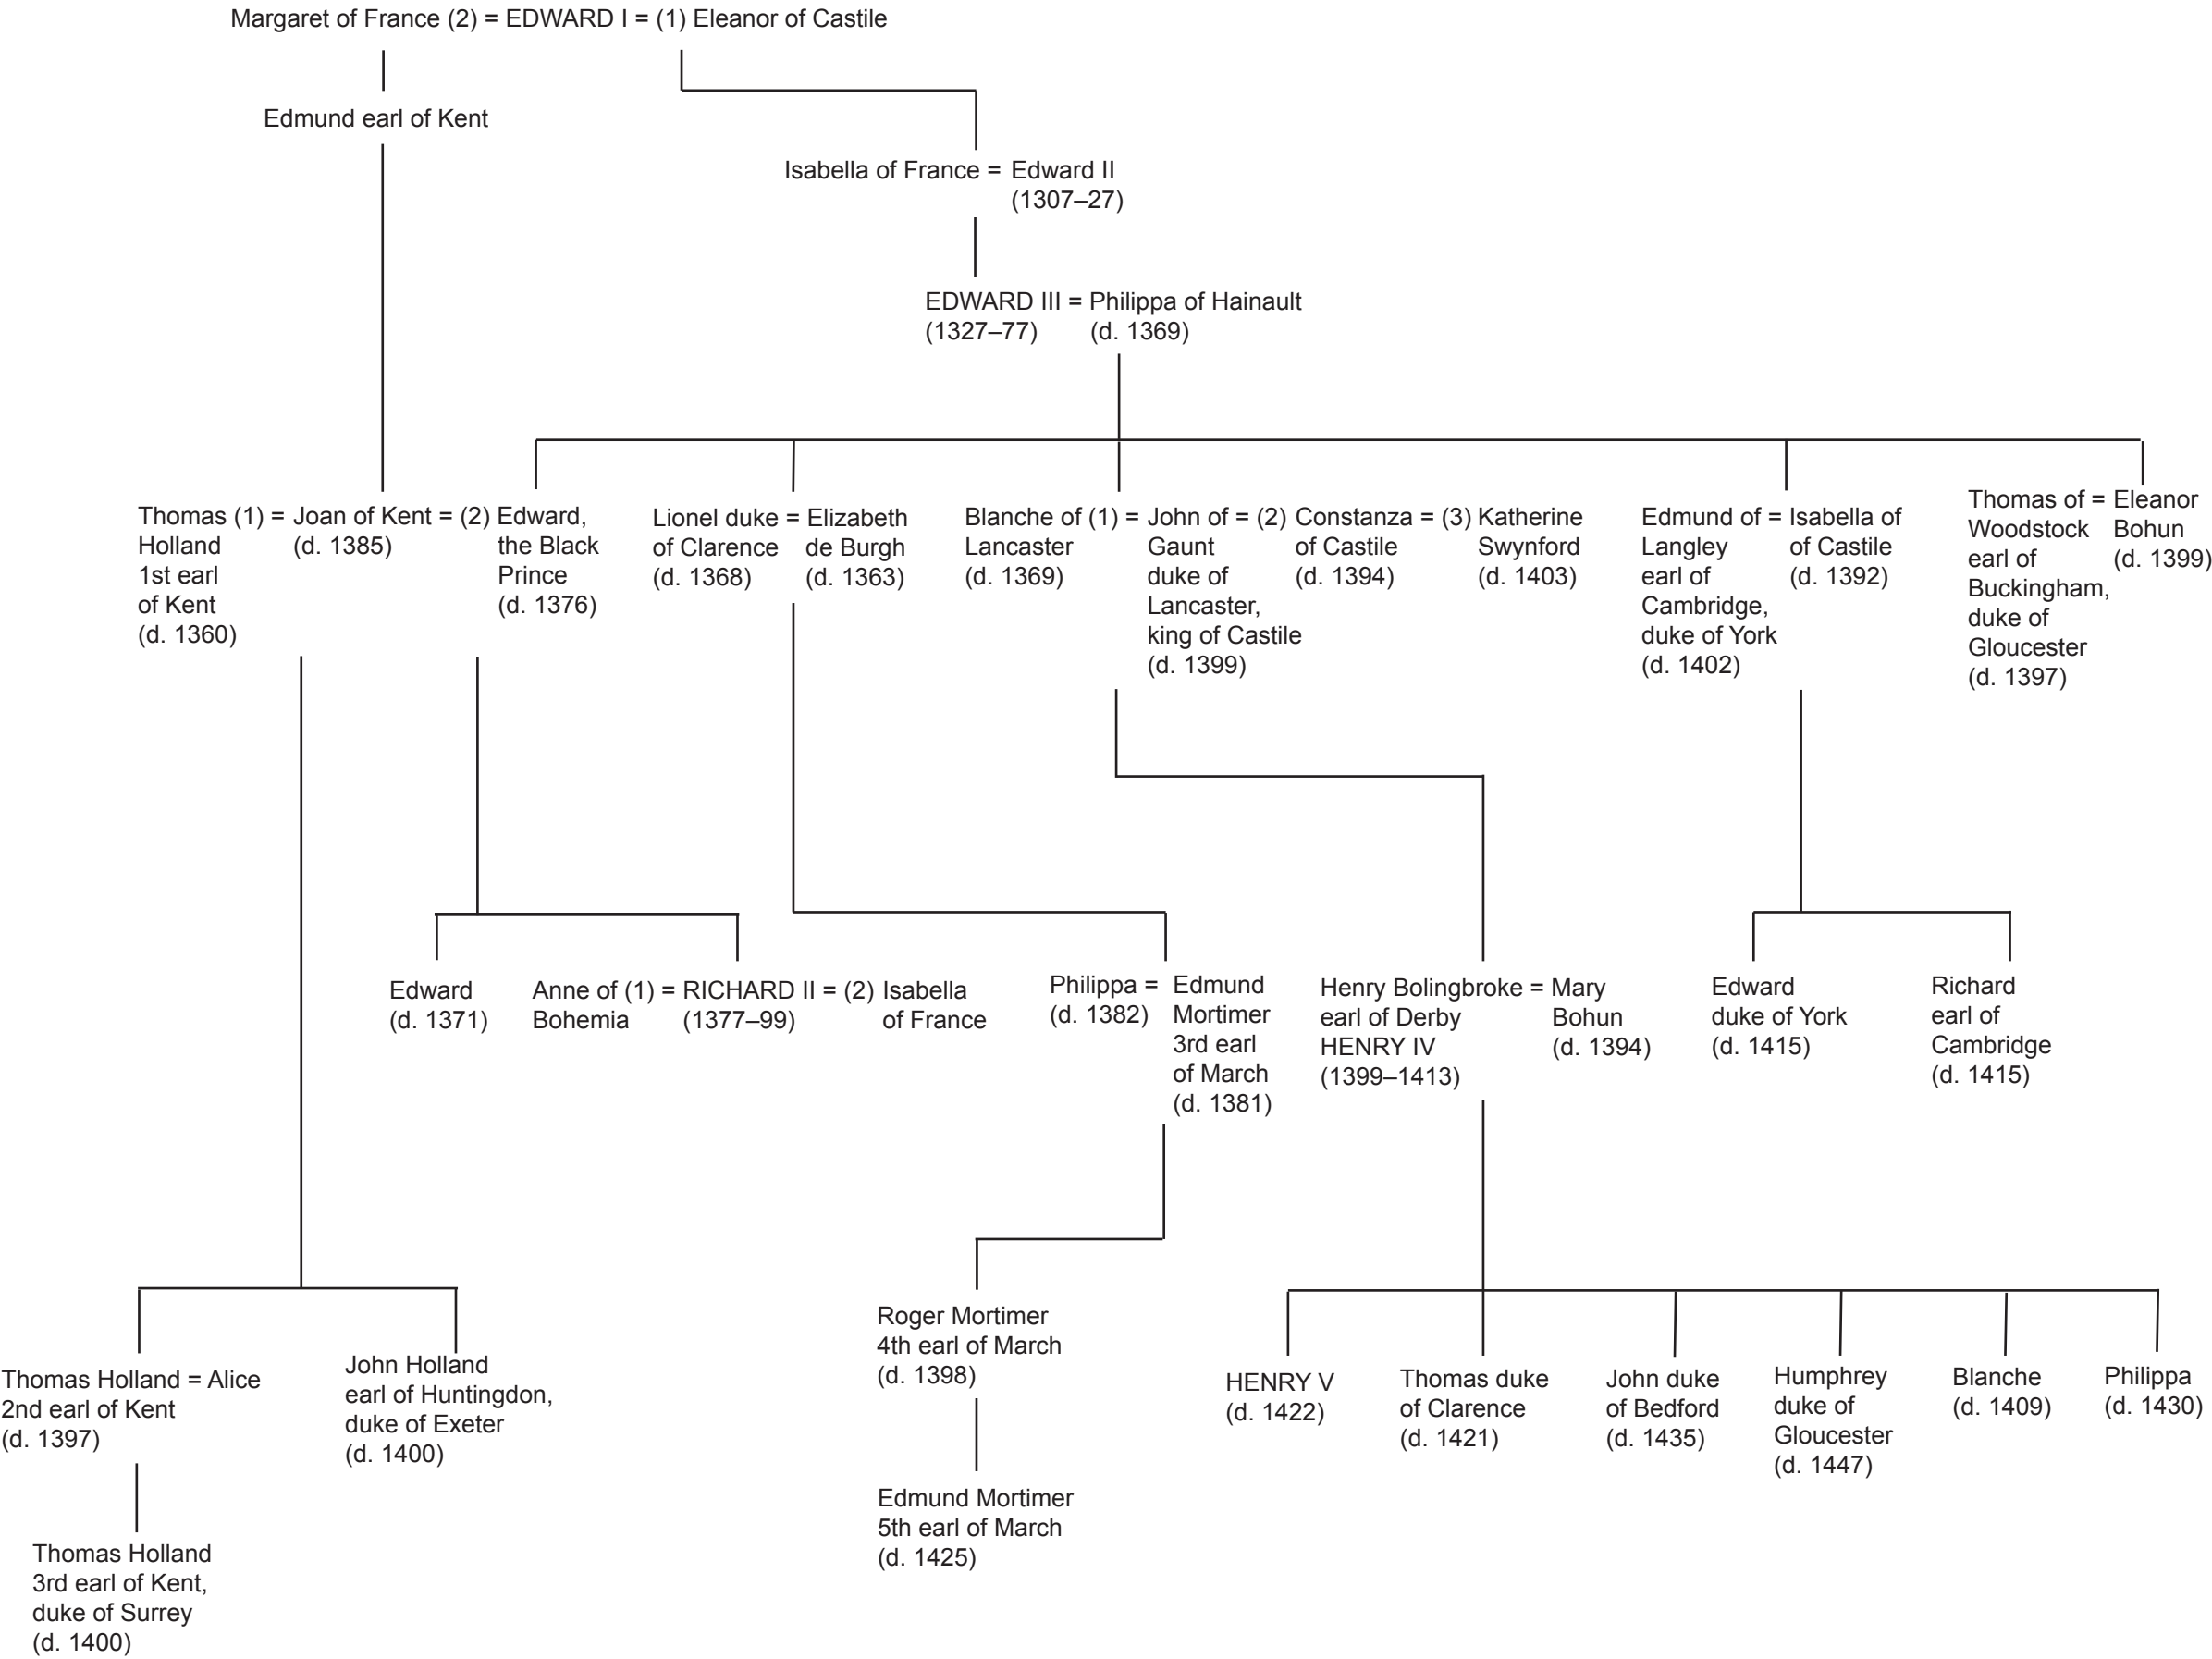 Margaret of France (2) = EDWARD I = (1) Eleanor of Castile
Edmund earl of Kent
Isabella of France = Edward II
(1307–27)
EDWARD III = Philippa of Hainault
(1327–77) (d. 1369)
Thomas (1) = Joan of Kent = (2) Edward,
Holland (d. 1385) the Black
1st earl Prince
of Kent (d. 1376)
(d. 1360)
Lionel duke = Elizabeth
of Clarence de Burgh
(d. 1368) (d. 1363)
Blanche of (1) = John of = (2) Constanza = (3) Katherine
Lancaster Gaunt of Castile Swynford
(d. 1369) duke of (d. 1394) (d. 1403)
Lancaster,
king of Castile
(d. 1399)
Edmund of = Isabella of
Langley of Castile
earl of (d. 1392)
Cambridge,
duke of York
(d. 1402)
Thomas of = Eleanor
Woodstock Bohun
earl of (d. 1399)
Buckingham,
duke of
Gloucester
(d. 1397)
Edward
(d. 1371)
Anne of (1) = RICHARD II = (2) Isabella
Bohemia (1377–99) of France
Philippa = Edmund
(d. 1382) Mortimer
3rd earl
of March
(d. 1381)
Henry Bolingbroke = Mary
earl of Derby Bohun
HENRY IV (d. 1394)
(1399–1413)
Edward
duke of York
(d. 1415)
Richard
earl of
Cambridge
(d. 1415)
Thomas Holland = Alice
2nd earl of Kent
(d. 1397)
John Holland
earl of Huntingdon,
duke of Exeter
(d. 1400)
Roger Mortimer
4th earl of March
(d. 1398)
HENRY V
(d. 1422)
Thomas duke
of Clarence
(d. 1421)
John duke
of Bedford
(d. 1435)
Humphrey
duke of
Gloucester
(d. 1447)
Blanche
(d. 1409)
Philippa
(d. 1430)
Edmund Mortimer
5th earl of March
(d. 1425)
Thomas Holland
3rd earl of Kent,
duke of Surrey
(d. 1400)